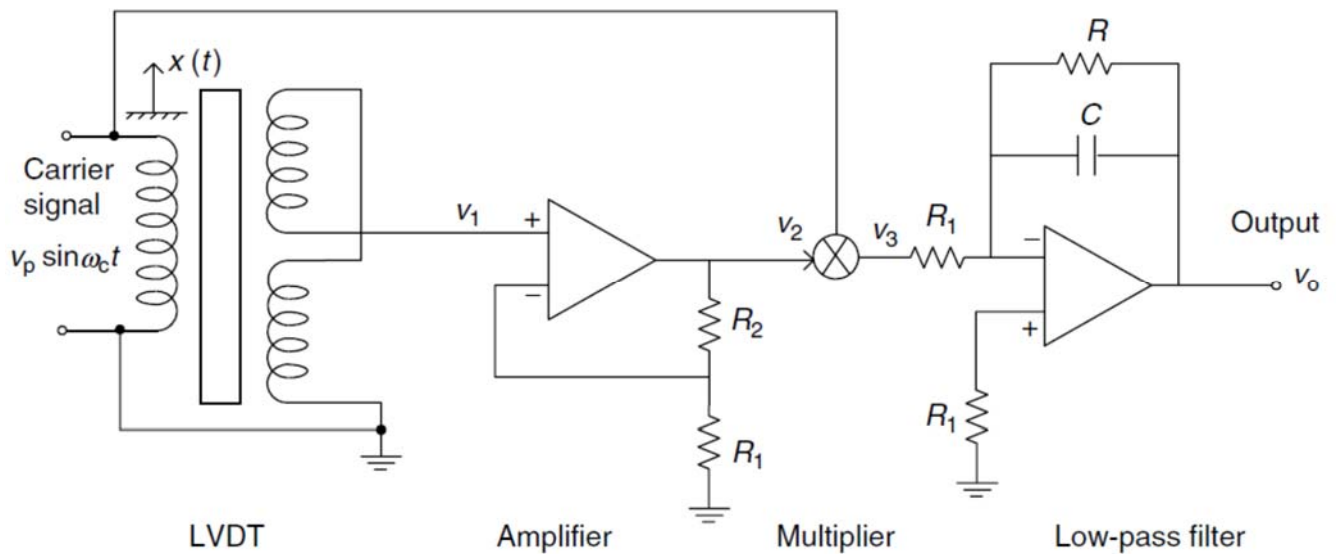 x (t)
Carrier
signal
vp sinωct
v1
+
−
R2
R1
v2
v3
R1
R
C
−
+
R1
Output
vo
LVDT
Amplifier
Multiplier
Low-pass filter